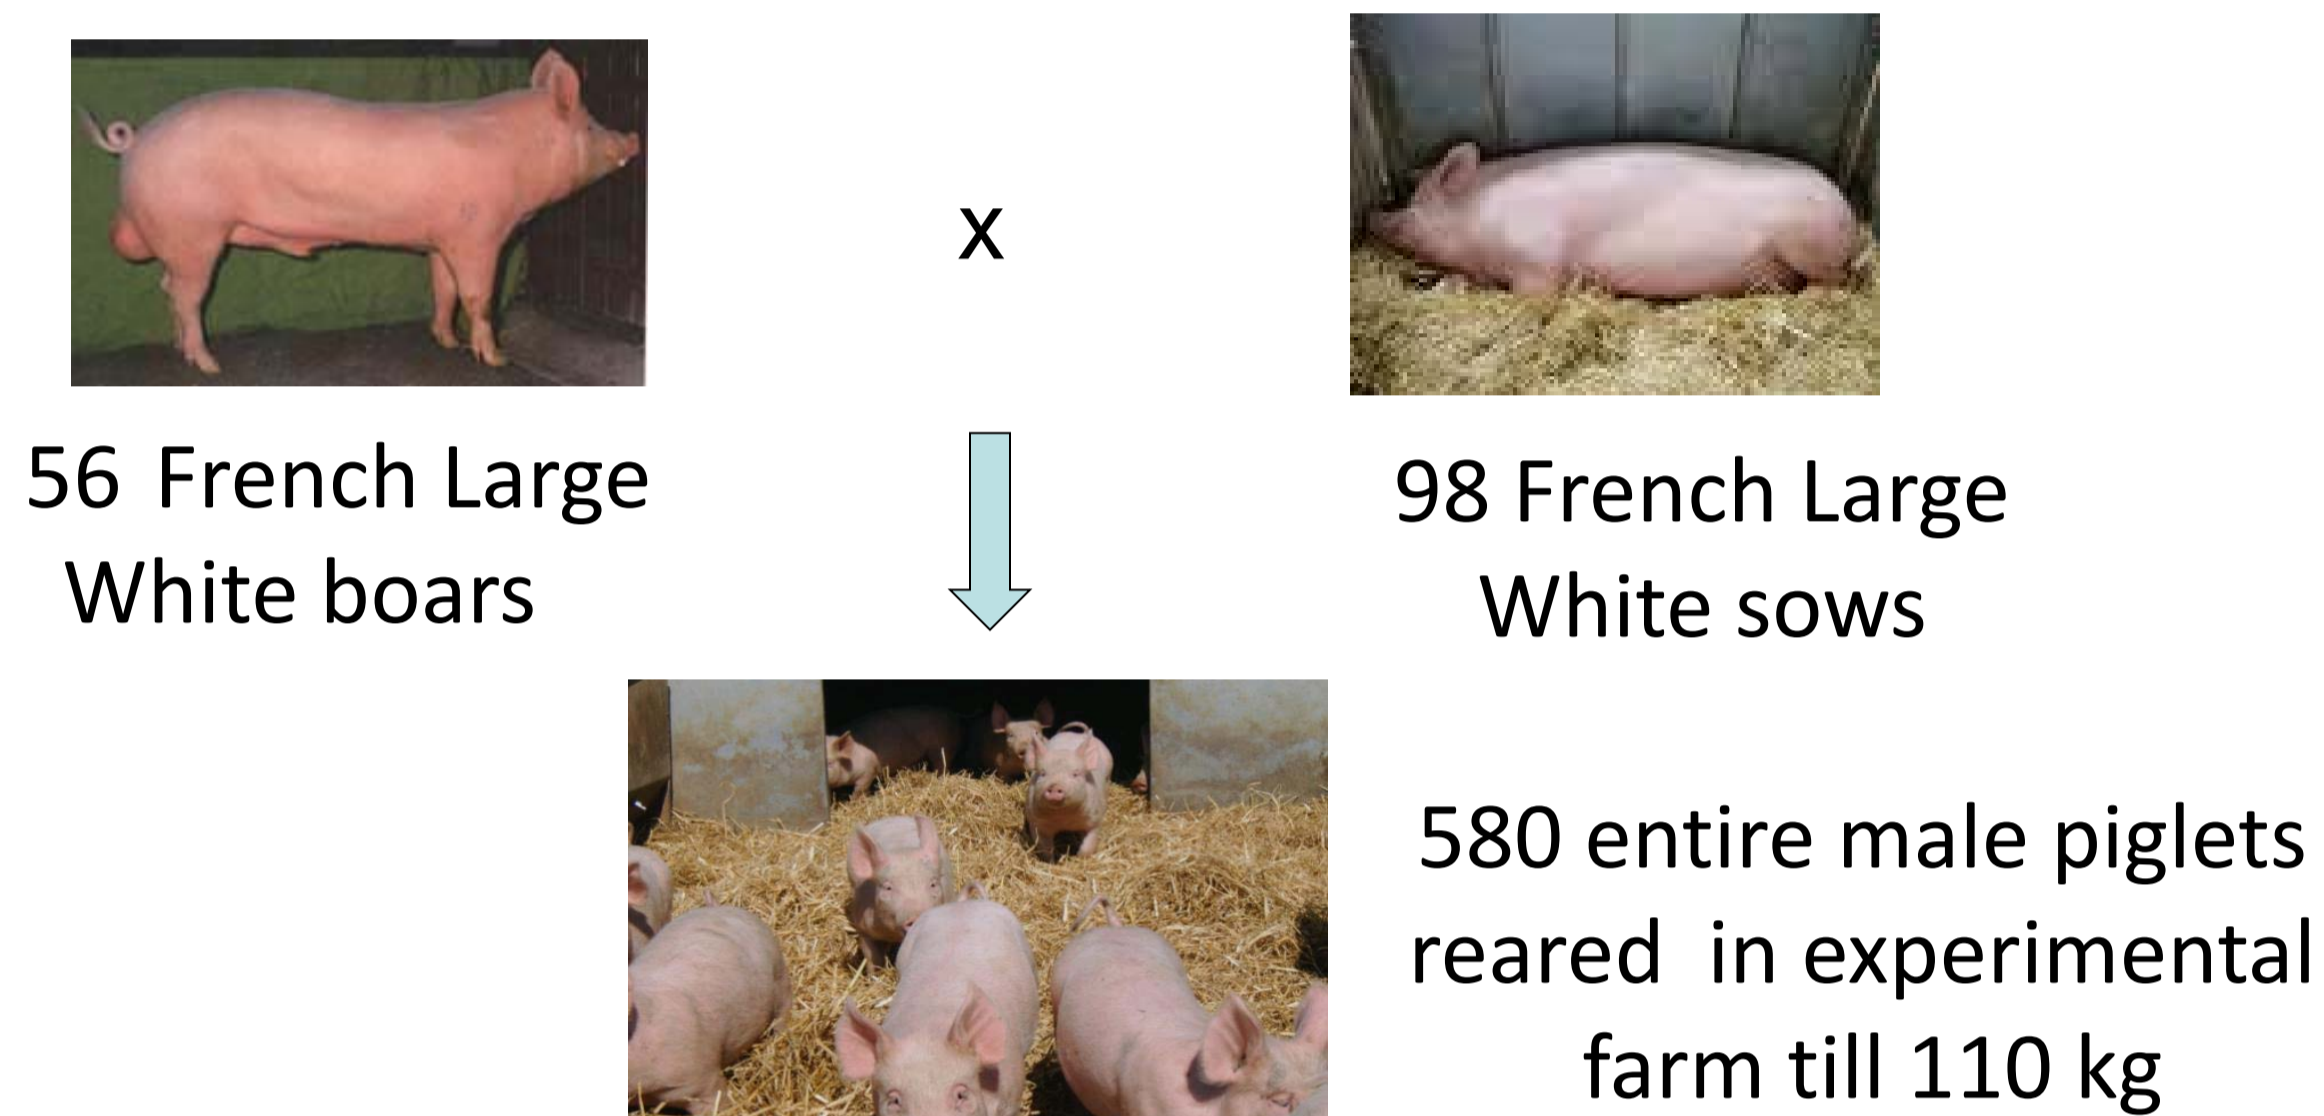 x
56 French Large
White boars
98 French Large
White sows
580 entire male piglets
reared in experimental
farm till 110 kg